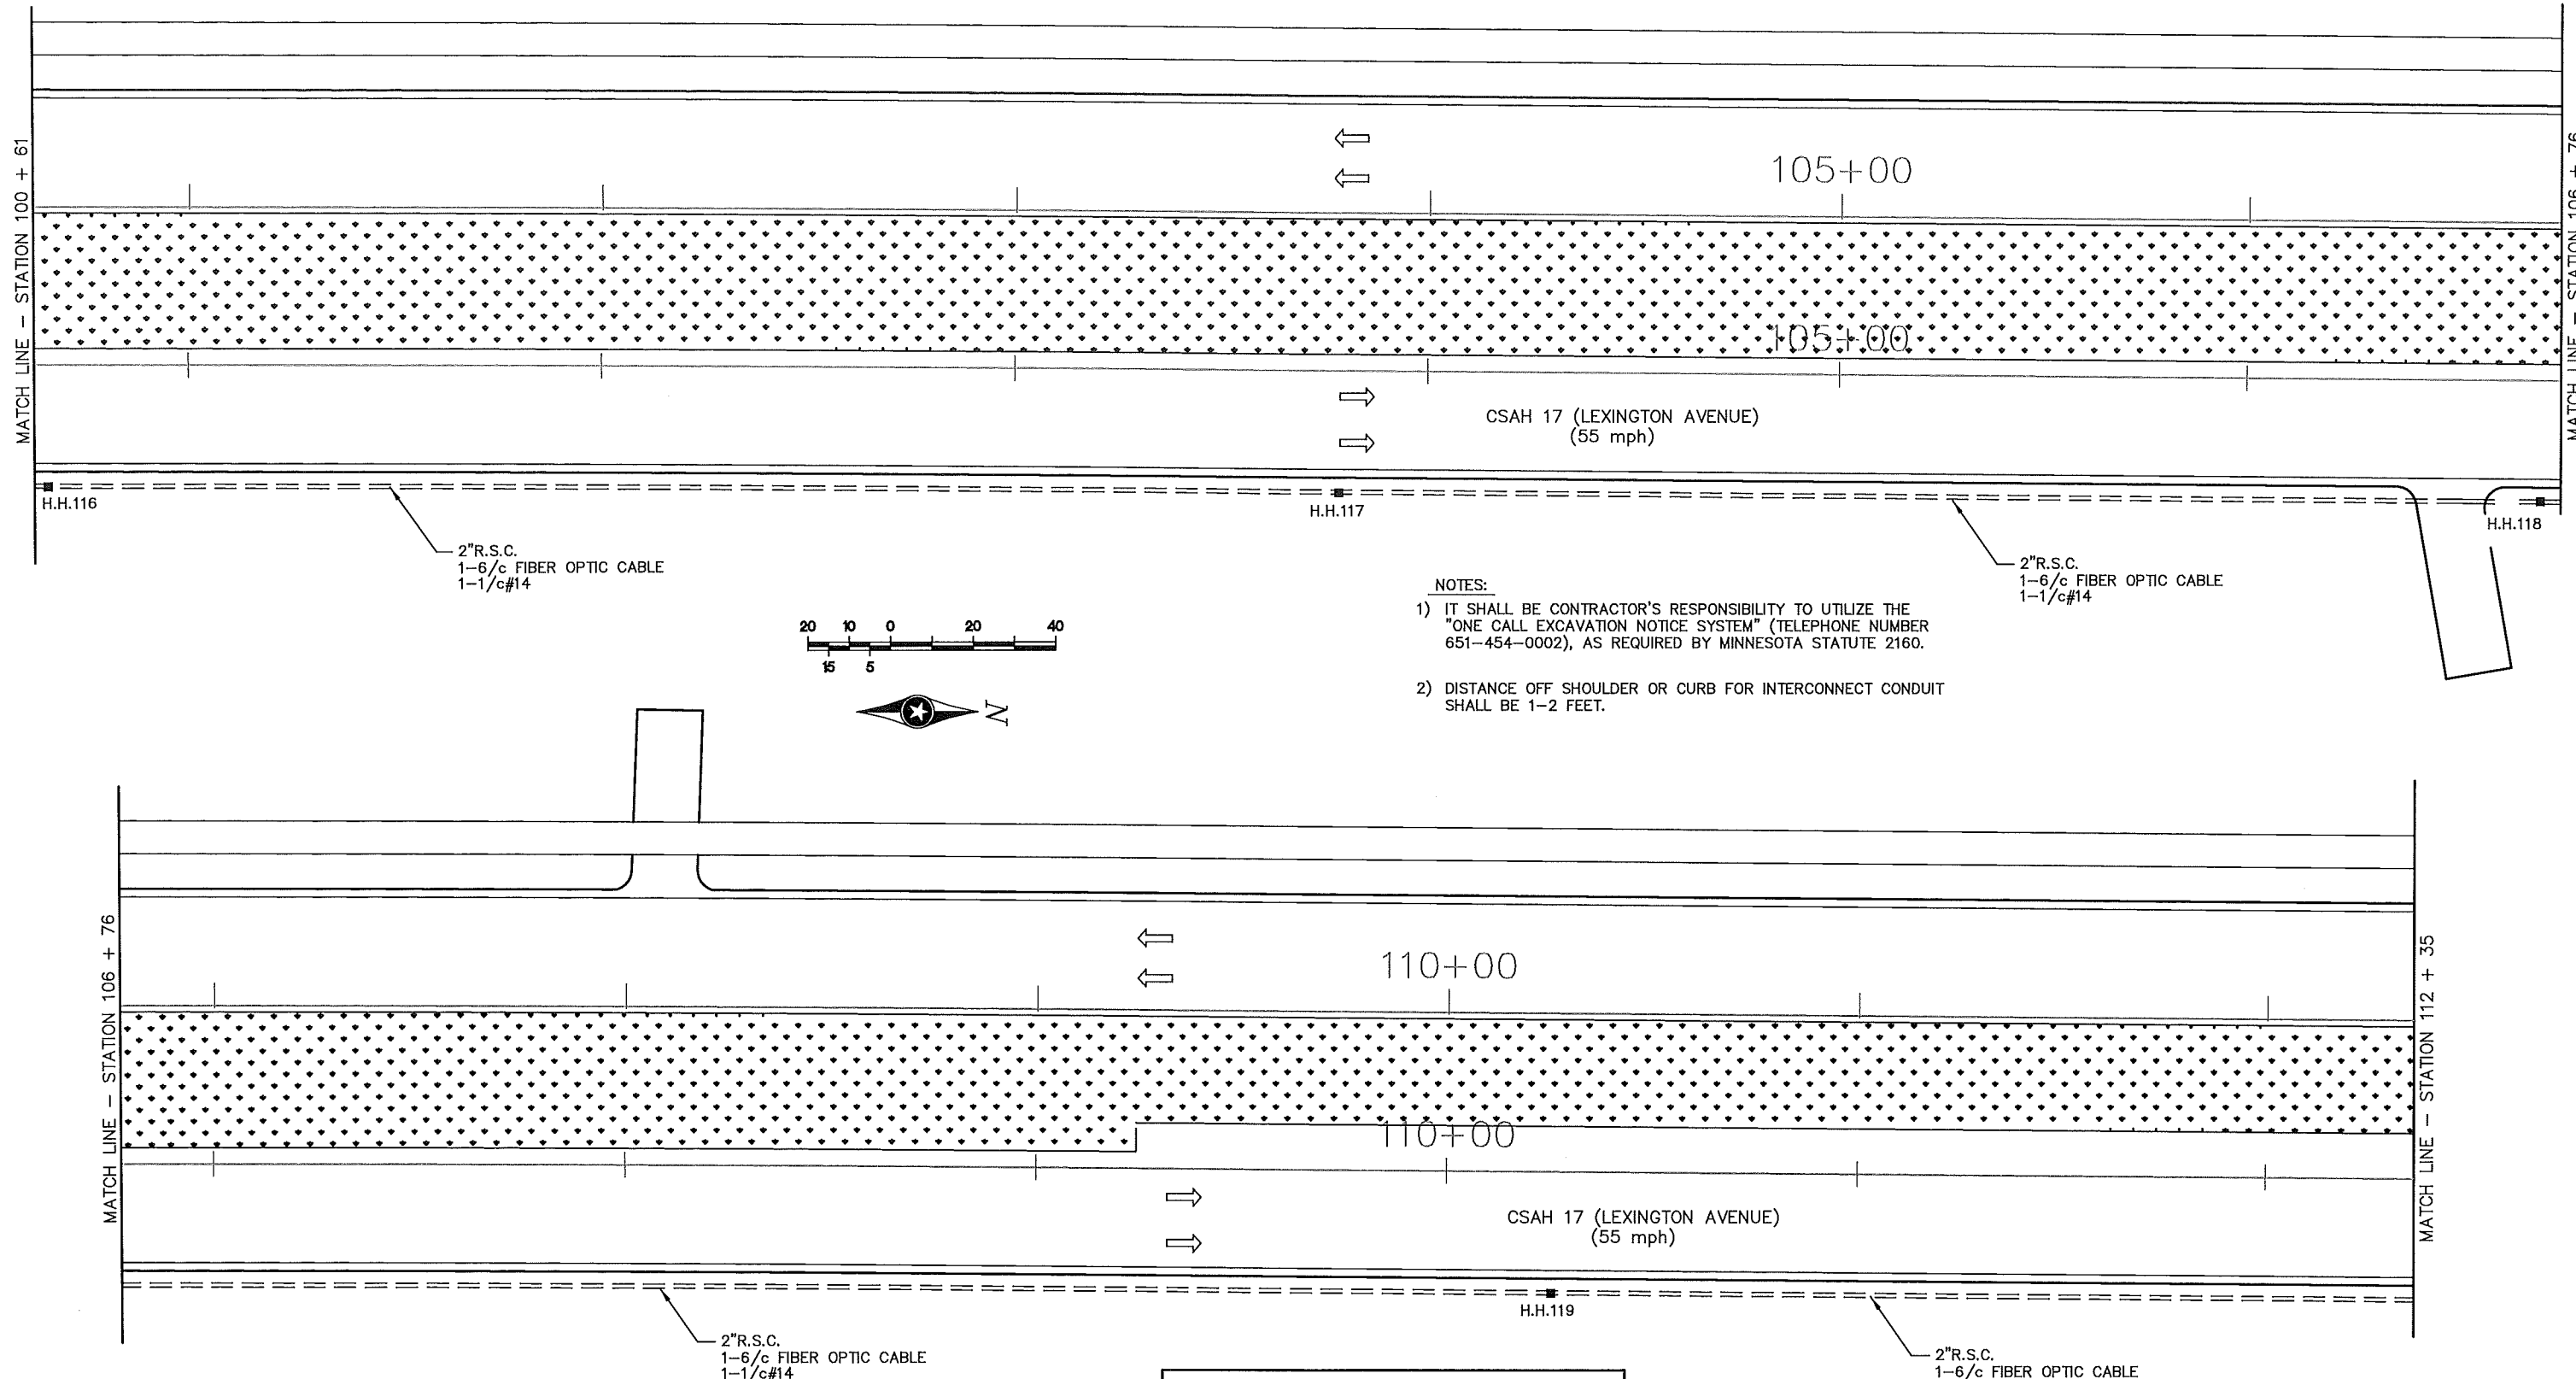 MATCH LINE – STATION 100 + 61
MATCH LINE – STATION 106 + 76
105+00
105+00
CSAH 17 (LEXINGTON AVENUE)
(55 mph)
H.H.116
H.H.117
H.H.118
2"R.S.C.
1–6/c FIBER OPTIC CABLE
1–1/c#14
2"R.S.C.
1–6/c FIBER OPTIC CABLE
1–1/c#14
20 10 0 20 40
15 5
N
NOTES:
1) IT SHALL BE CONTRACTOR'S RESPONSIBILITY TO UTILIZE THE
"ONE CALL EXCAVATION NOTICE SYSTEM" (TELEPHONE NUMBER
651–454–0002), AS REQUIRED BY MINNESOTA STATUTE 2160.
2) DISTANCE OFF SHOULDER OR CURB FOR INTERCONNECT CONDUIT
SHALL BE 1–2 FEET.
MATCH LINE – STATION 106 + 76
MATCH LINE – STATION 112 + 35
110+00
110+00
CSAH 17 (LEXINGTON AVENUE)
(55 mph)
H.H.119
2"R.S.C.
1–6/c FIBER OPTIC CABLE
1–1/c#14
2"R.S.C.
1–6/c FIBER OPTIC CABLE